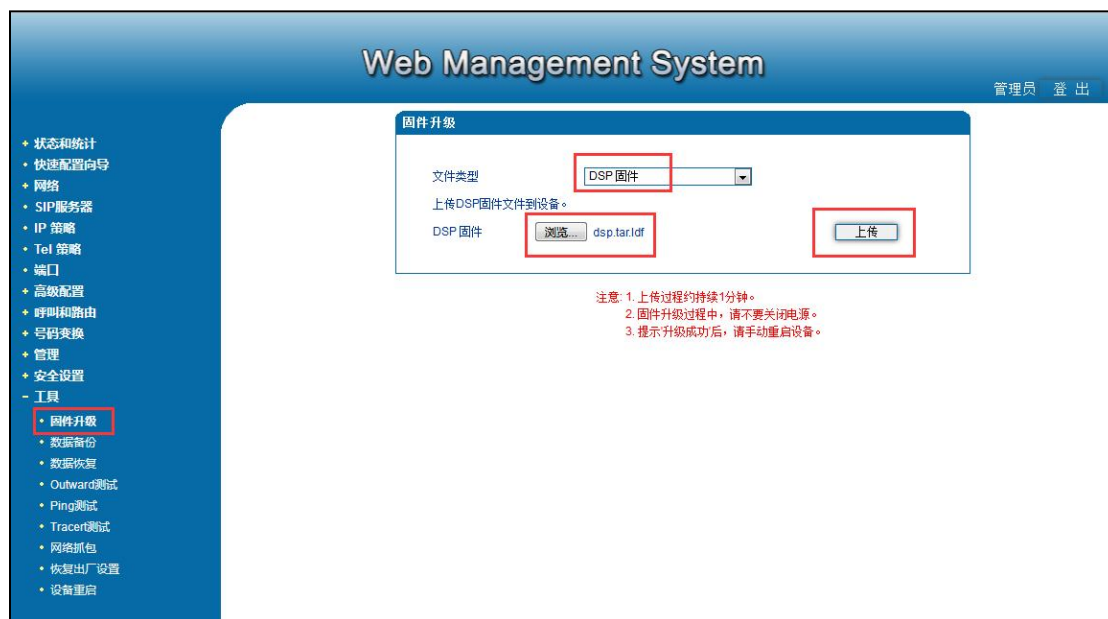 Web Management System
管理员 登 出
+ 状态和统计
• 快速配置向导
+ 网络
• SIP服务器
• IP 策略
• Tel 策略
• 端口
+ 高级配置
+ 呼叫和路由
+ 号码变换
+ 管理
+ 安全设置
- 工具
• 固件升级
• 数据备份
• 数据恢复
• Outward测试
• Ping测试
• Tracert测试
• 网络抓包
• 恢复出厂设置
• 设备重启
固件升级
文件类型 DSP 固件
上传DSP固件文件到设备。
DSP 固件 浏览... dsp.tar.ldf 上传
注意: 1. 上传过程约持续1分钟。
2. 固件升级过程中，请不要关闭电源。
3. 提示'升级成功'后，请手动重启设备。